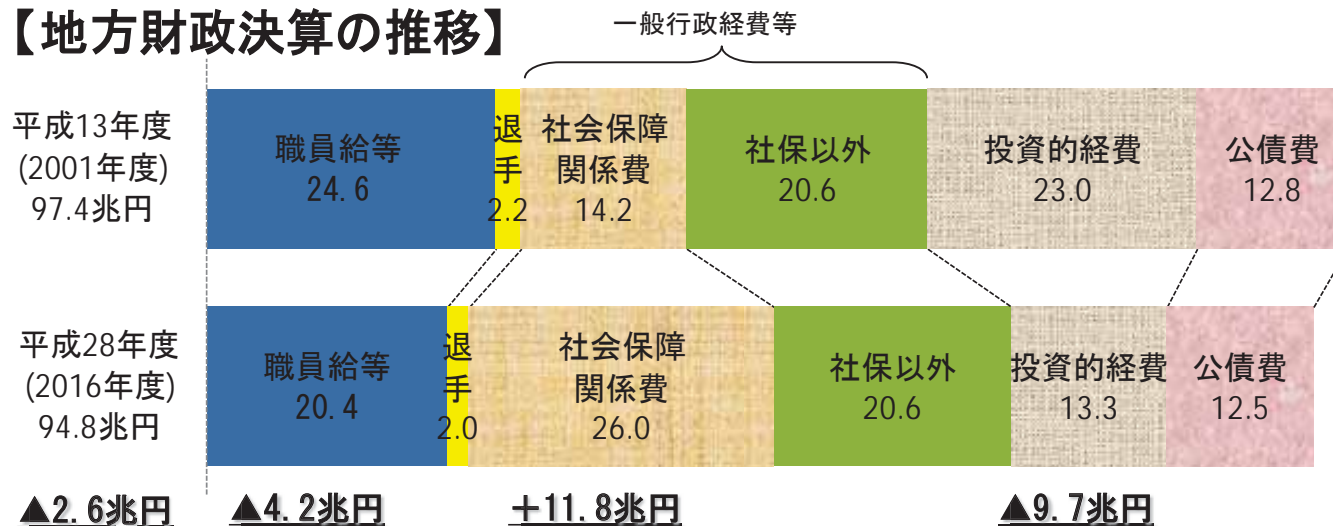 【地方財政決算の推移】
一般行政経費等
平成13年度
(2001年度)
97.4兆円
職員給等
24.6
退
手
2.2
社会保障
関係費
14.2
社保以外
20.6
投資的経費
23.0
公債費
12.8
平成28年度
(2016年度)
94.8兆円
職員給等
20.4
退
手
2.0
社会保障
関係費
26.0
社保以外
20.6
投資的経費
13.3
公債費
12.5
▲2.6兆円
▲4.2兆円
＋11.8兆円
▲9.7兆円